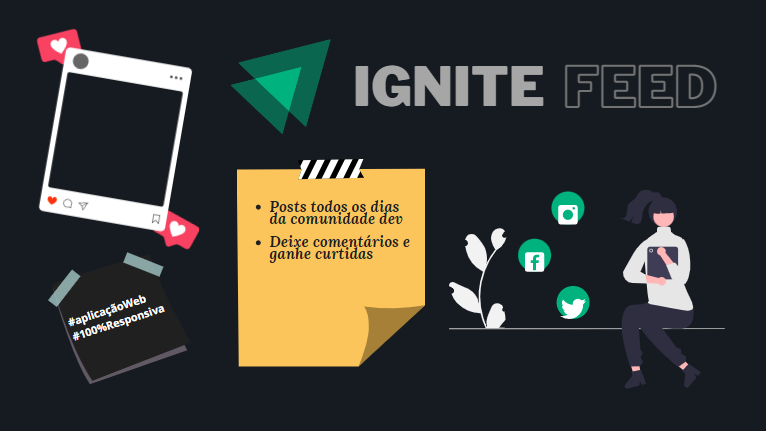 IGNITE FEED
• Posts todos os dias
da comunidade dev
• Deixe comentários e
ganhe curtidas
#aplicaçãoWeb
#100%Responsiva